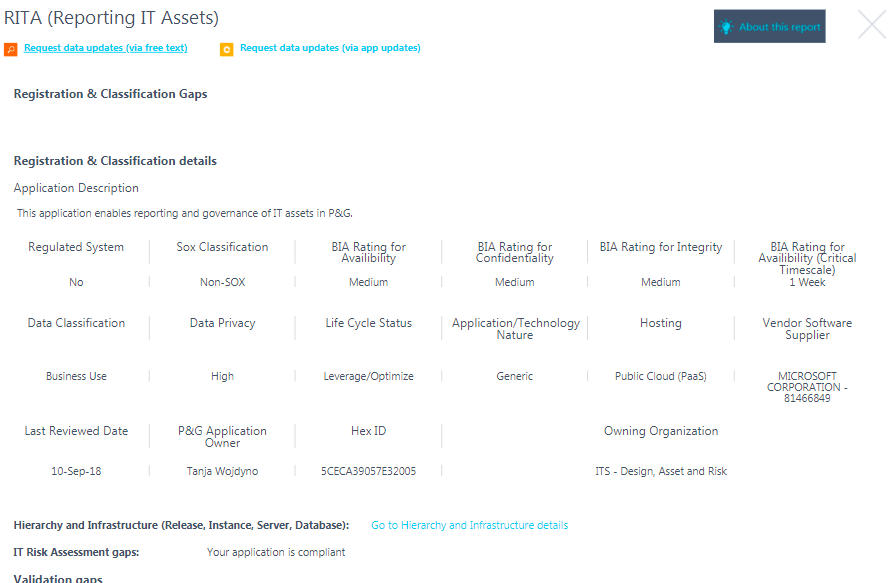 RITA (Reporting IT Assets)
About this report
Request data updates (via free text) Request data updates (via app updates)
Registration & Classification Gaps
Registration & Classification details
Application Description
This application enables reporting and governance of IT assets in P&G.
Regulated System Sox Classification BIA Rating for Availibility BIA Rating for Confidentiality BIA Rating for Integrity BIA Rating for Availibility (Critical Timescale)
No Non-SOX Medium Medium Medium 1 Week
Data Classification Data Privacy Life Cycle Status Application/Technology Nature Hosting Vendor Software Supplier
Business Use High Leverage/Optimize Generic Public Cloud (PaaS) MICROSOFT CORPORATION - 81466849
Last Reviewed Date P&G Application Owner Hex ID Owning Organization
10-Sep-18 Tanja Wojdyno 5CECA39057E32005 ITS - Design, Asset and Risk
Hierarchy and Infrastructure (Release, Instance, Server, Database): Go to Hierarchy and Infrastructure details
IT Risk Assessment gaps: Your application is compliant
Validation gaps